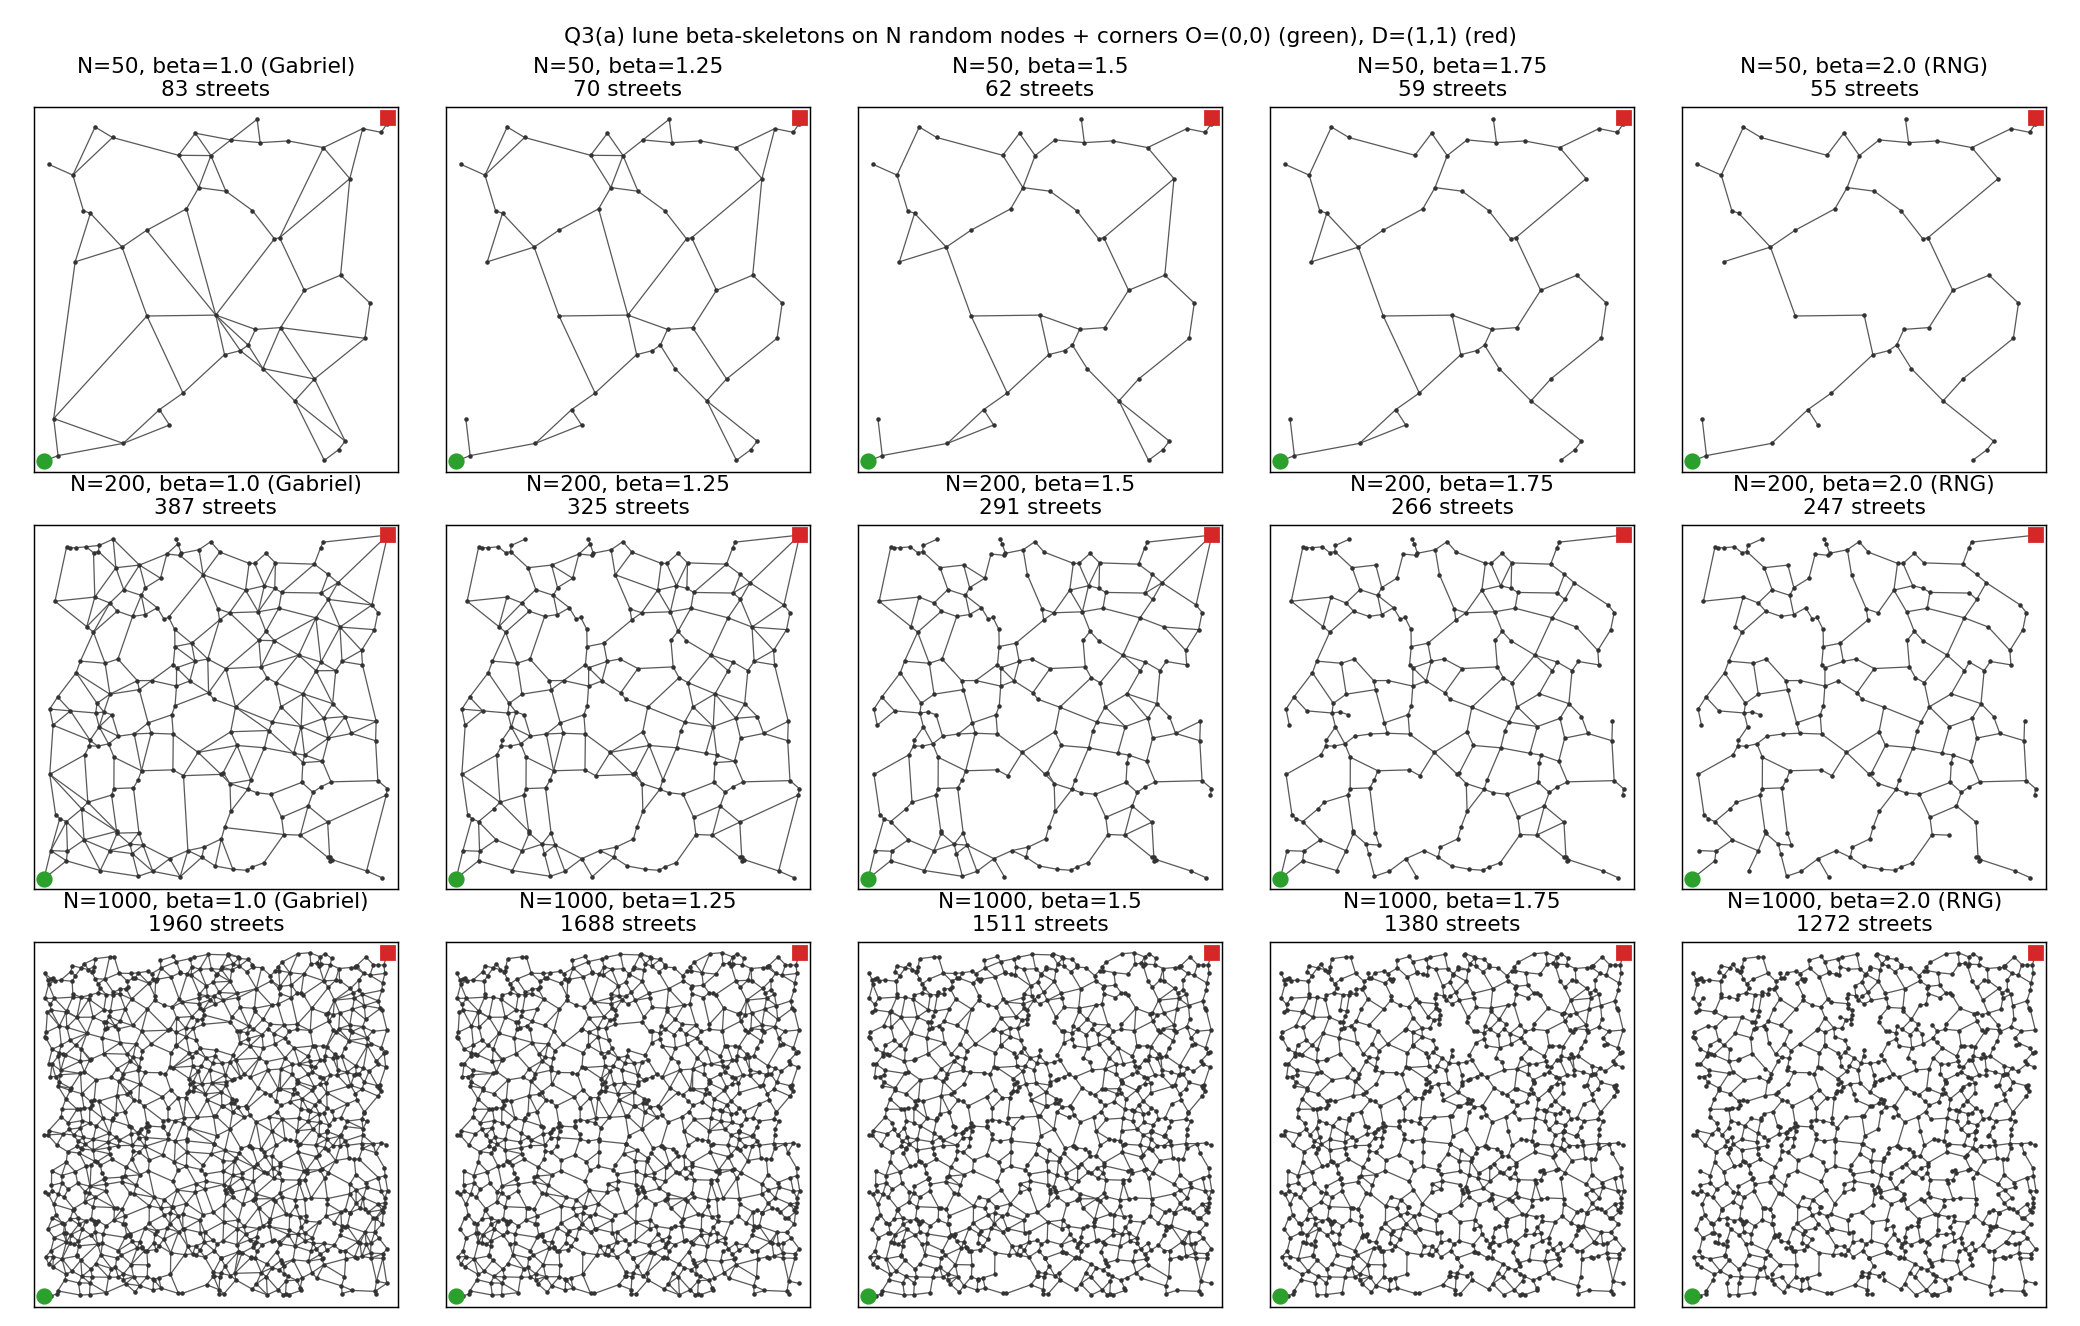 Q3(a) lune beta-skeletons on N random nodes + corners O=(0,0) (green), D=(1,1) (red)
N=50, beta=1.0 (Gabriel)
83 streets
N=50, beta=1.25
70 streets
N=50, beta=1.5
62 streets
N=50, beta=1.75
59 streets
N=50, beta=2.0 (RNG)
55 streets
N=200, beta=1.0 (Gabriel)
387 streets
N=200, beta=1.25
325 streets
N=200, beta=1.5
291 streets
N=200, beta=1.75
266 streets
N=200, beta=2.0 (RNG)
247 streets
N=1000, beta=1.0 (Gabriel)
1960 streets
N=1000, beta=1.25
1688 streets
N=1000, beta=1.5
1511 streets
N=1000, beta=1.75
1380 streets
N=1000, beta=2.0 (RNG)
1272 streets